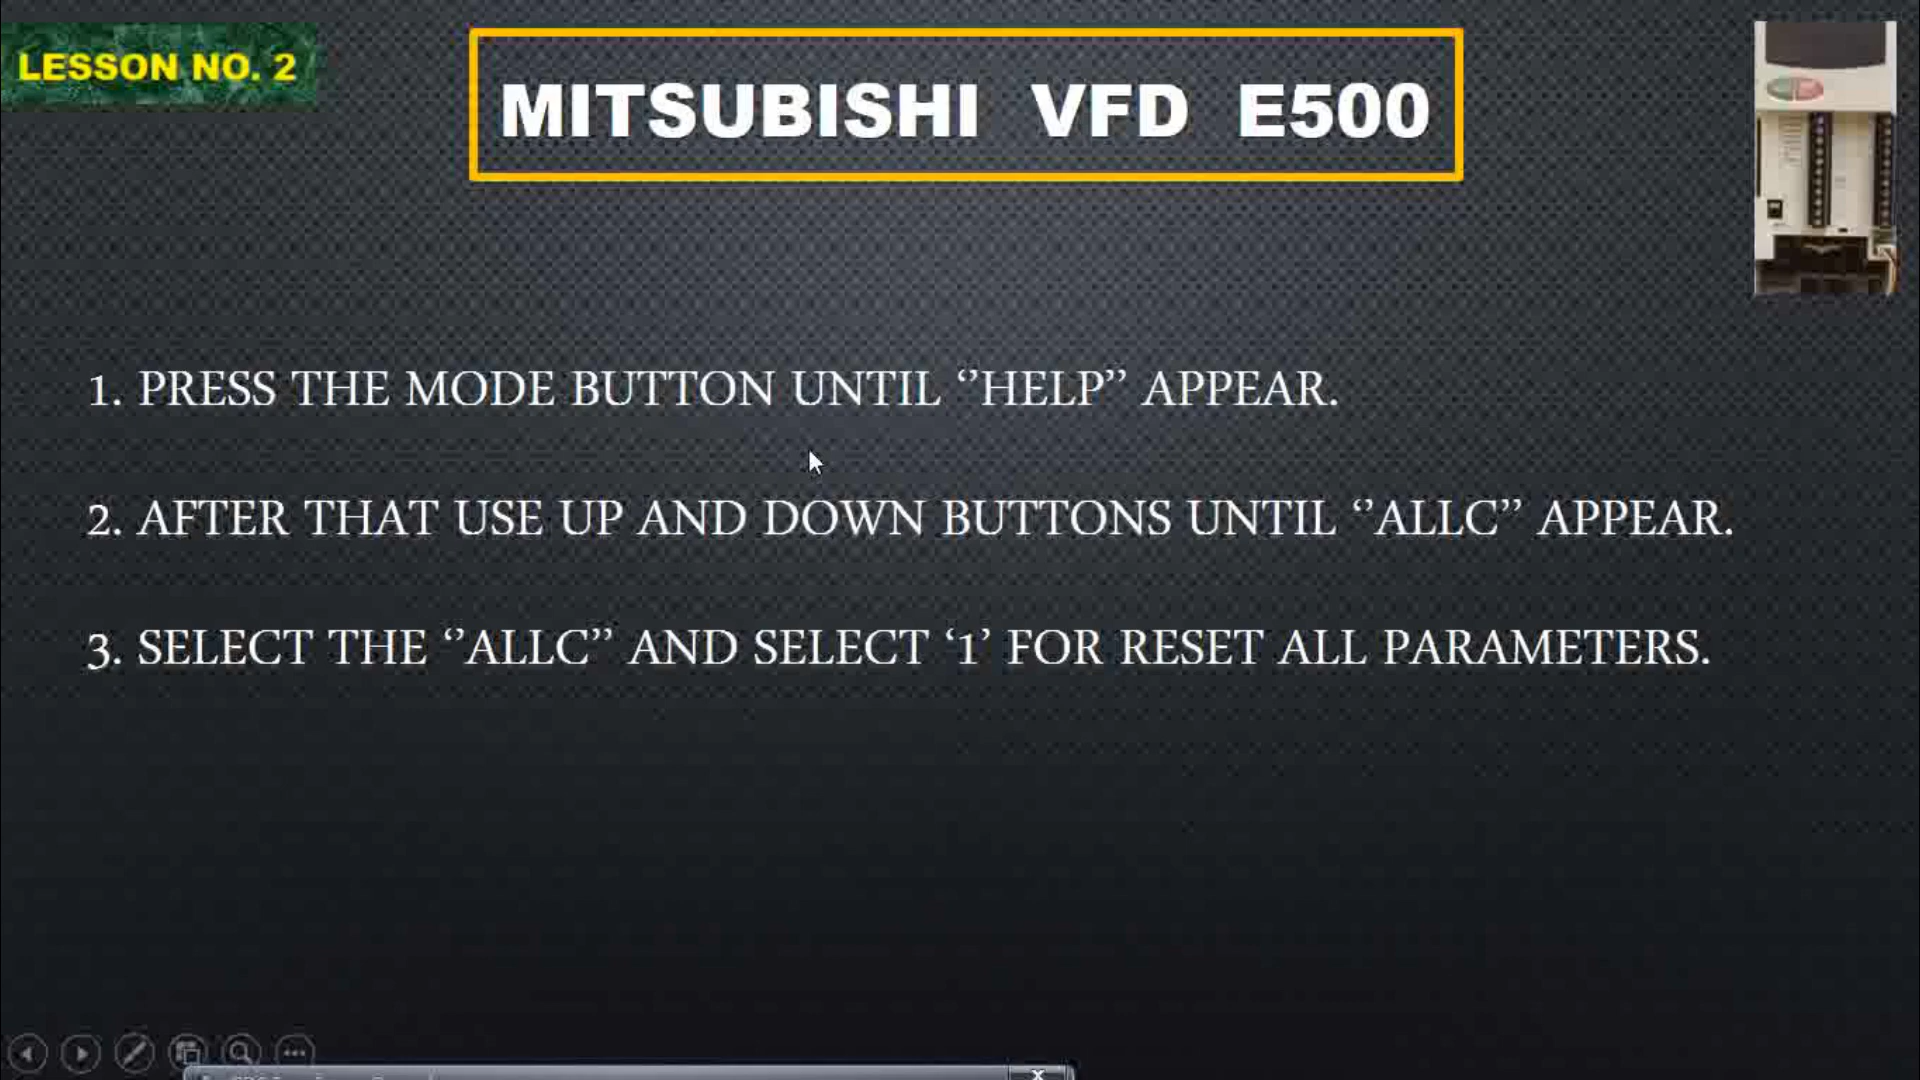 LESSON NO. 2
MITSUBISHI VFD E500
1. PRESS THE MODE BUTTON UNTIL ‘’HELP’’ APPEAR.
2. AFTER THAT USE UP AND DOWN BUTTONS UNTIL ‘’ALLC’’ APPEAR.
3. SELECT THE ‘’ALLC’’ AND SELECT ‘1’ FOR RESET ALL PARAMETERS.